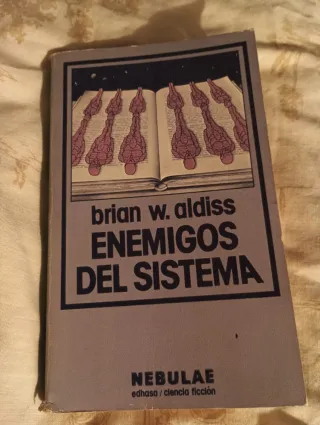 brian w. aldiss
ENEMIGOS
DEL SISTEMA
NEBULAE
edhasa / ciencia ficción